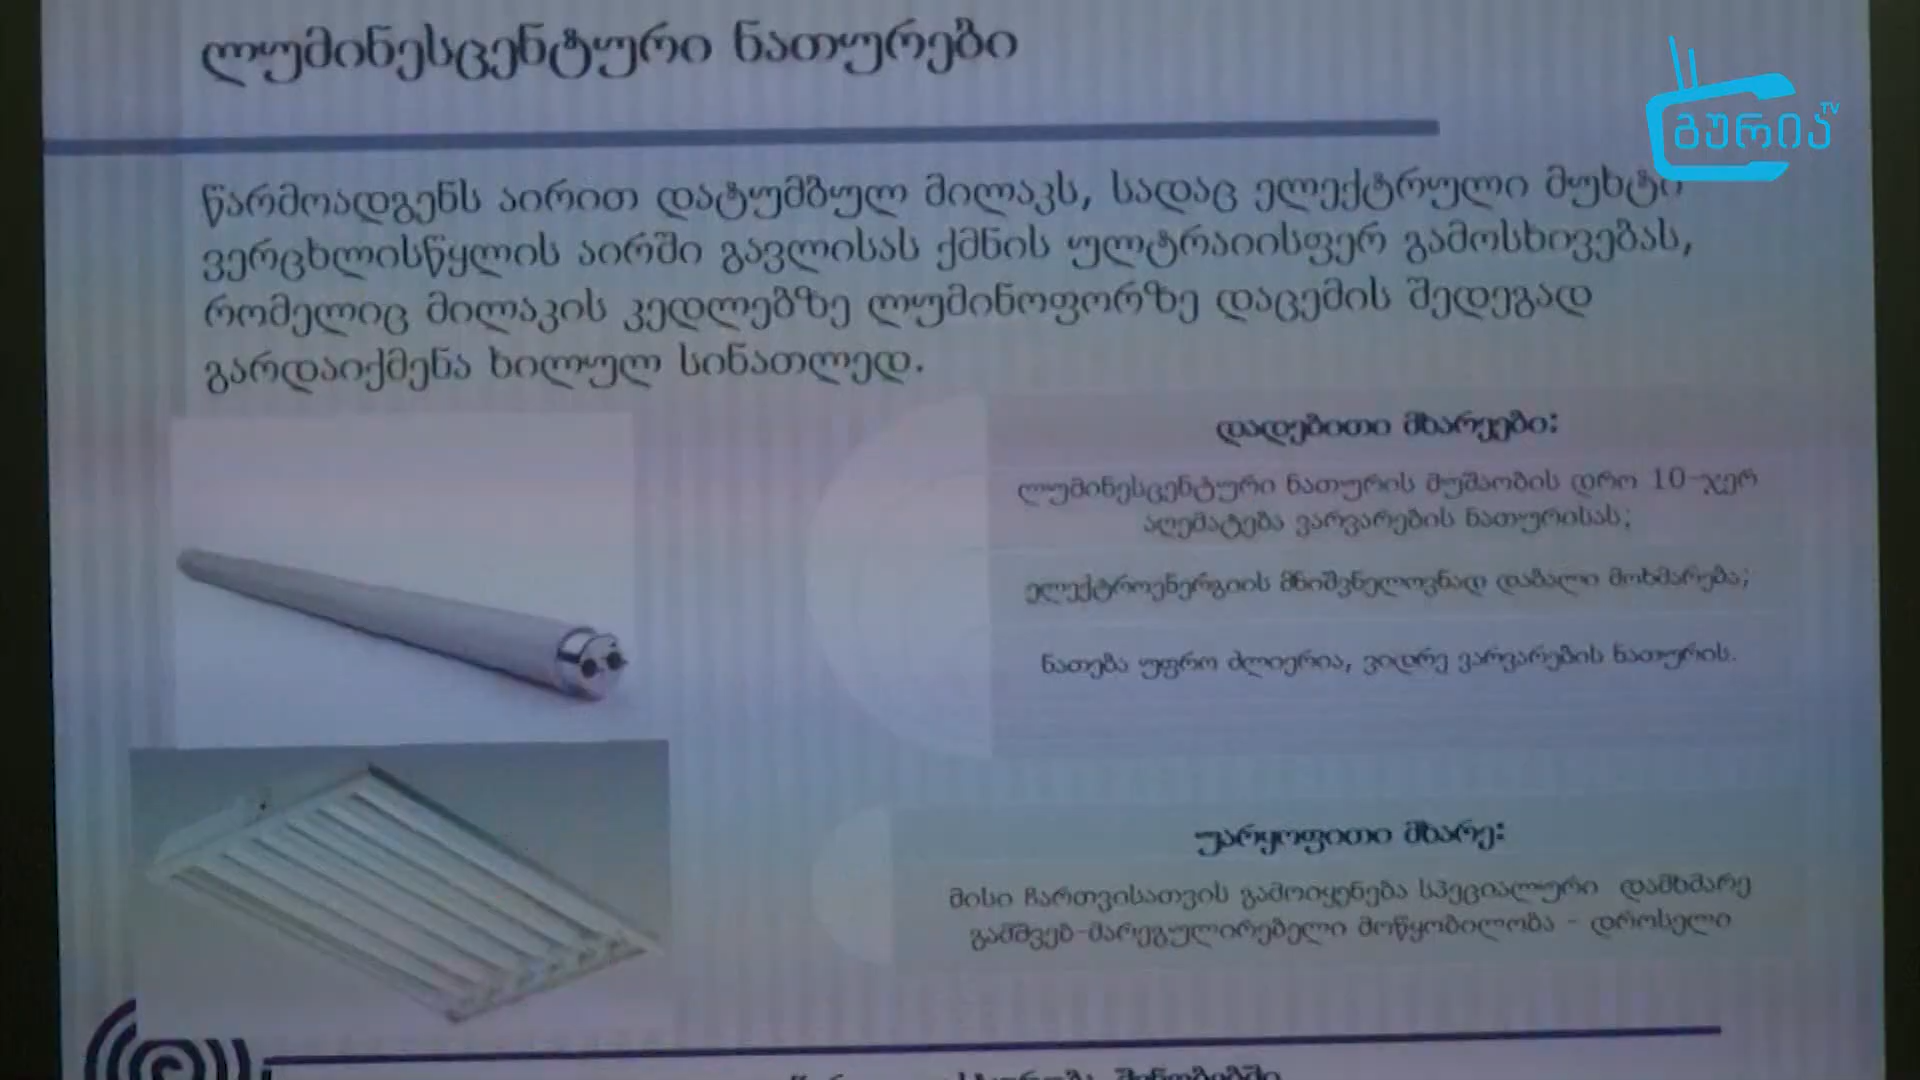 ლუმინესცენტური ნათურები
გურია TV
წარმოადგენს აირით დატუმბულ მილაკს, სადაც ელექტრული მუხტი
ვერცხლისწყლის აირში გავლისას ქმნის ულტრაიისფერ გამოსხივებას,
რომელიც მილაკის კედლებზე ლუმინოფორზე დაცემის შედეგად
გარდაიქმენა ხილულ სინათლედ.
დადებითი მხარეები:
ლუმინესცენტური ნათურის მუშაობის დრო 10-ჯერ
აღემატება ვარვარების ნათურისას;
ელექტროენერგიის მნიშვნელოვნად დაბალი მოხმარება;
ნათება უფრო ძლიერია, ვიდრე ვარვარების ნათურის.
უარყოფითი მხარე:
მისი ჩართვისათვის გამოიყენება სპეციალური დამხმარე
გამშვებ-მარეგულირებელი მოწყობილობა - დროსელი
შენობებში